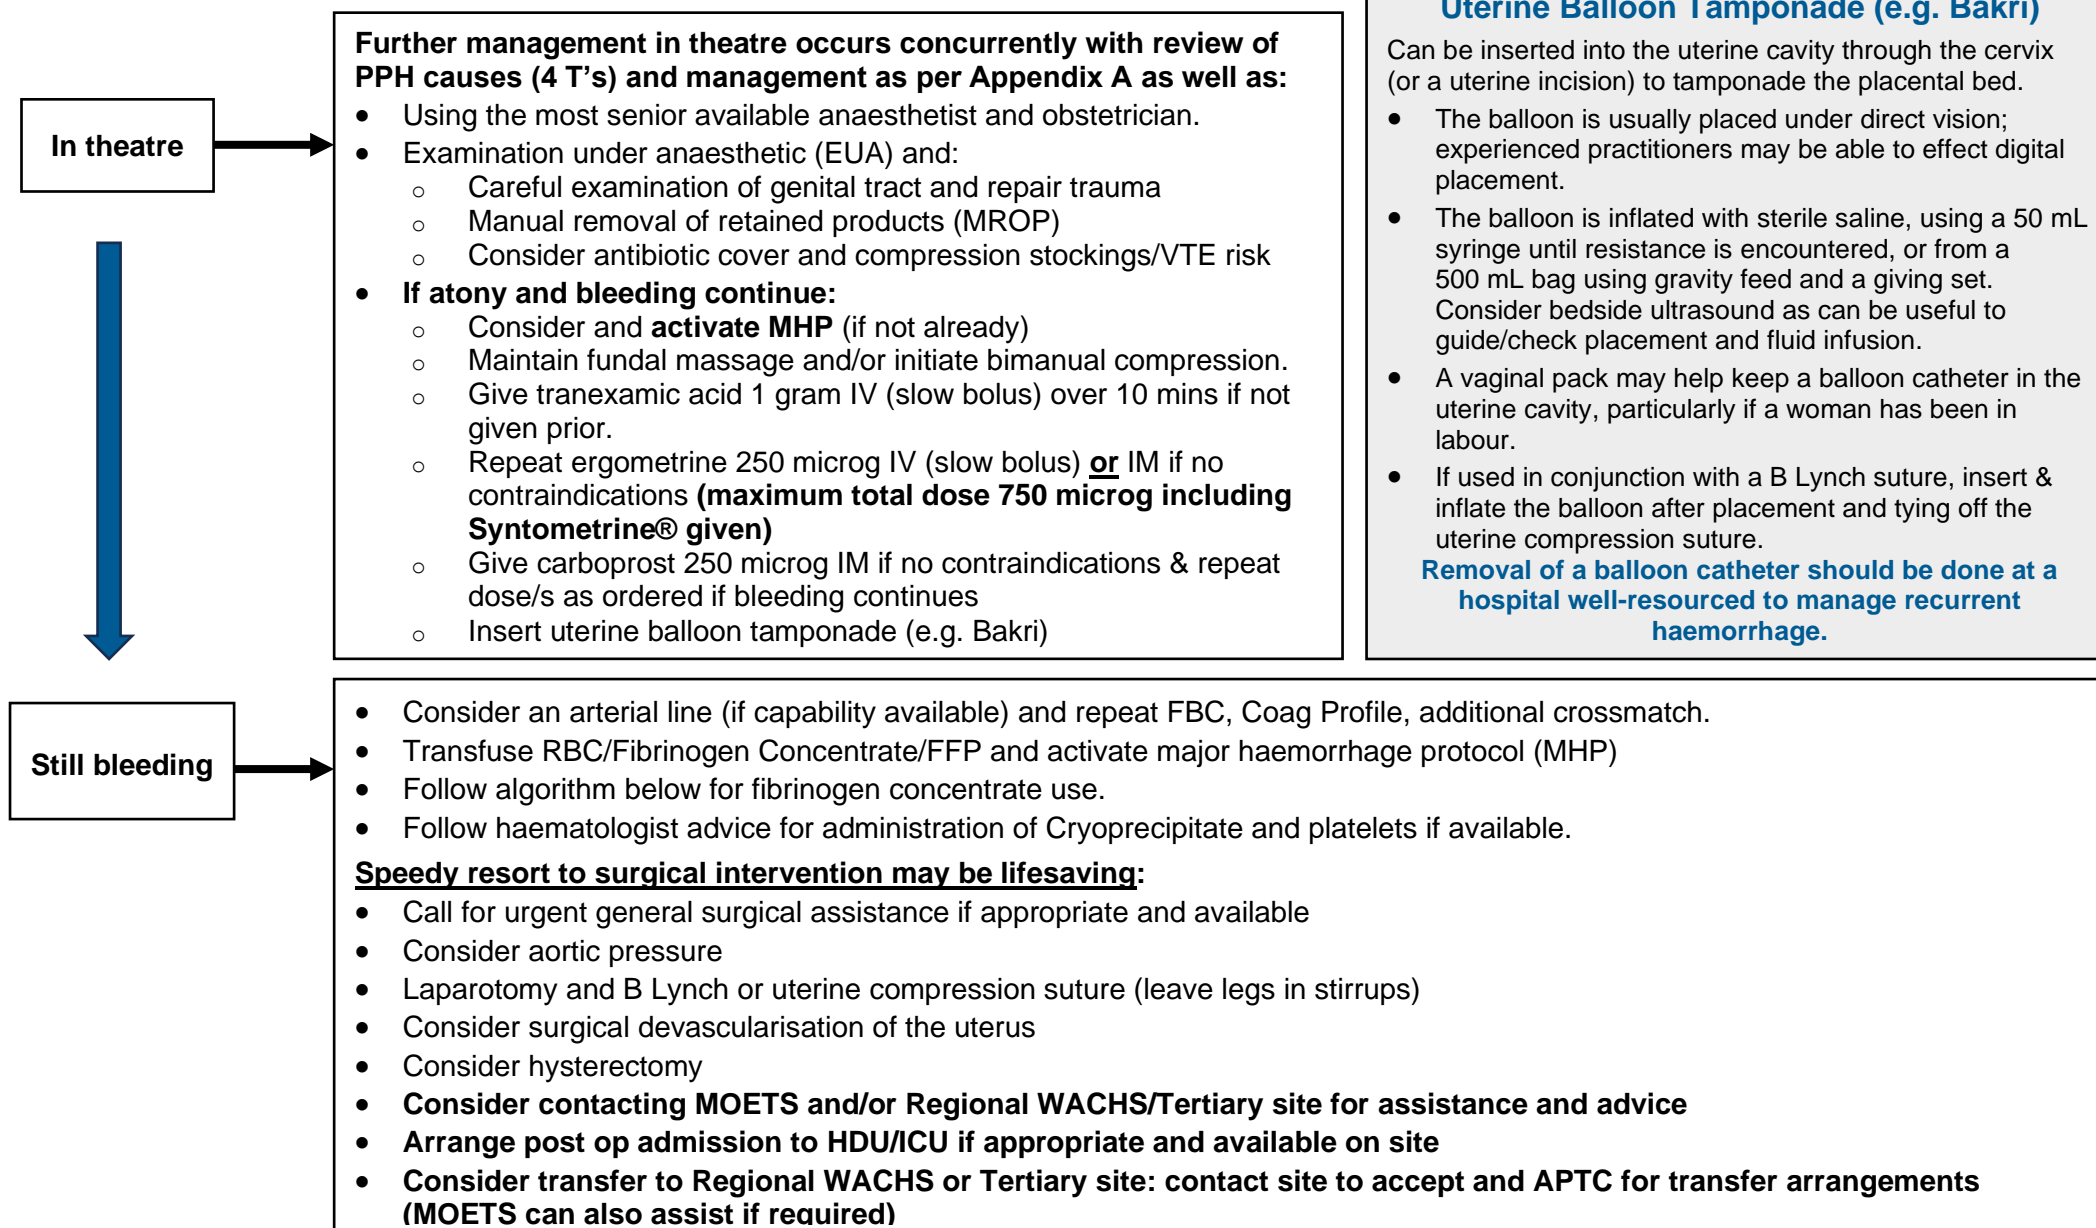 In theatre
Further management in theatre occurs concurrently with review of
PPH causes (4 T's) and management as per Appendix A as well as:
• Using the most senior available anaesthetist and obstetrician.
• Examination under anaesthetic (EUA) and:
o Careful examination of genital tract and repair trauma
o Manual removal of retained products (MROP)
o Consider antibiotic cover and compression stockings/VTE risk
• If atony and bleeding continue:
o Consider and activate MHP (if not already)
o Maintain fundal massage and/or initiate bimanual compression.
o Give tranexamic acid 1 gram IV (slow bolus) over 10 mins if not
given prior.
o Repeat ergometrine 250 microg IV (slow bolus) or IM if no
contraindications (maximum total dose 750 microg including
Syntometrine® given)
o Give carboprost 250 microg IM if no contraindications & repeat
dose/s as ordered if bleeding continues
o Insert uterine balloon tamponade (e.g. Bakri)
Uterine Balloon Tamponade (e.g. Bakri)
Can be inserted into the uterine cavity through the cervix
(or a uterine incision) to tamponade the placental bed.
• The balloon is usually placed under direct vision;
experienced practitioners may be able to effect digital
placement.
• The balloon is inflated with sterile saline, using a 50 mL
syringe until resistance is encountered, or from a
500 mL bag using gravity feed and a giving set.
Consider bedside ultrasound as can be useful to
guide/check placement and fluid infusion.
• A vaginal pack may help keep a balloon catheter in the
uterine cavity, particularly if a woman has been in
labour.
• If used in conjunction with a B Lynch suture, insert &
inflate the balloon after placement and tying off the
uterine compression suture.
Removal of a balloon catheter should be done at a
hospital well-resourced to manage recurrent
haemorrhage.
Still bleeding
• Consider an arterial line (if capability available) and repeat FBC, Coag Profile, additional crossmatch.
• Transfuse RBC/Fibrinogen Concentrate/FFP and activate major haemorrhage protocol (MHP)
• Follow algorithm below for fibrinogen concentrate use.
• Follow haematologist advice for administration of Cryoprecipitate and platelets if available.
Speedy resort to surgical intervention may be lifesaving:
• Call for urgent general surgical assistance if appropriate and available
• Consider aortic pressure
• Laparotomy and B Lynch or uterine compression suture (leave legs in stirrups)
• Consider surgical devascularisation of the uterus
• Consider hysterectomy
• Consider contacting MOETS and/or Regional WACHS/Tertiary site for assistance and advice
• Arrange post op admission to HDU/ICU if appropriate and available on site
• Consider transfer to Regional WACHS or Tertiary site: contact site to accept and APTC for transfer arrangements
(MOETS can also assist if required)